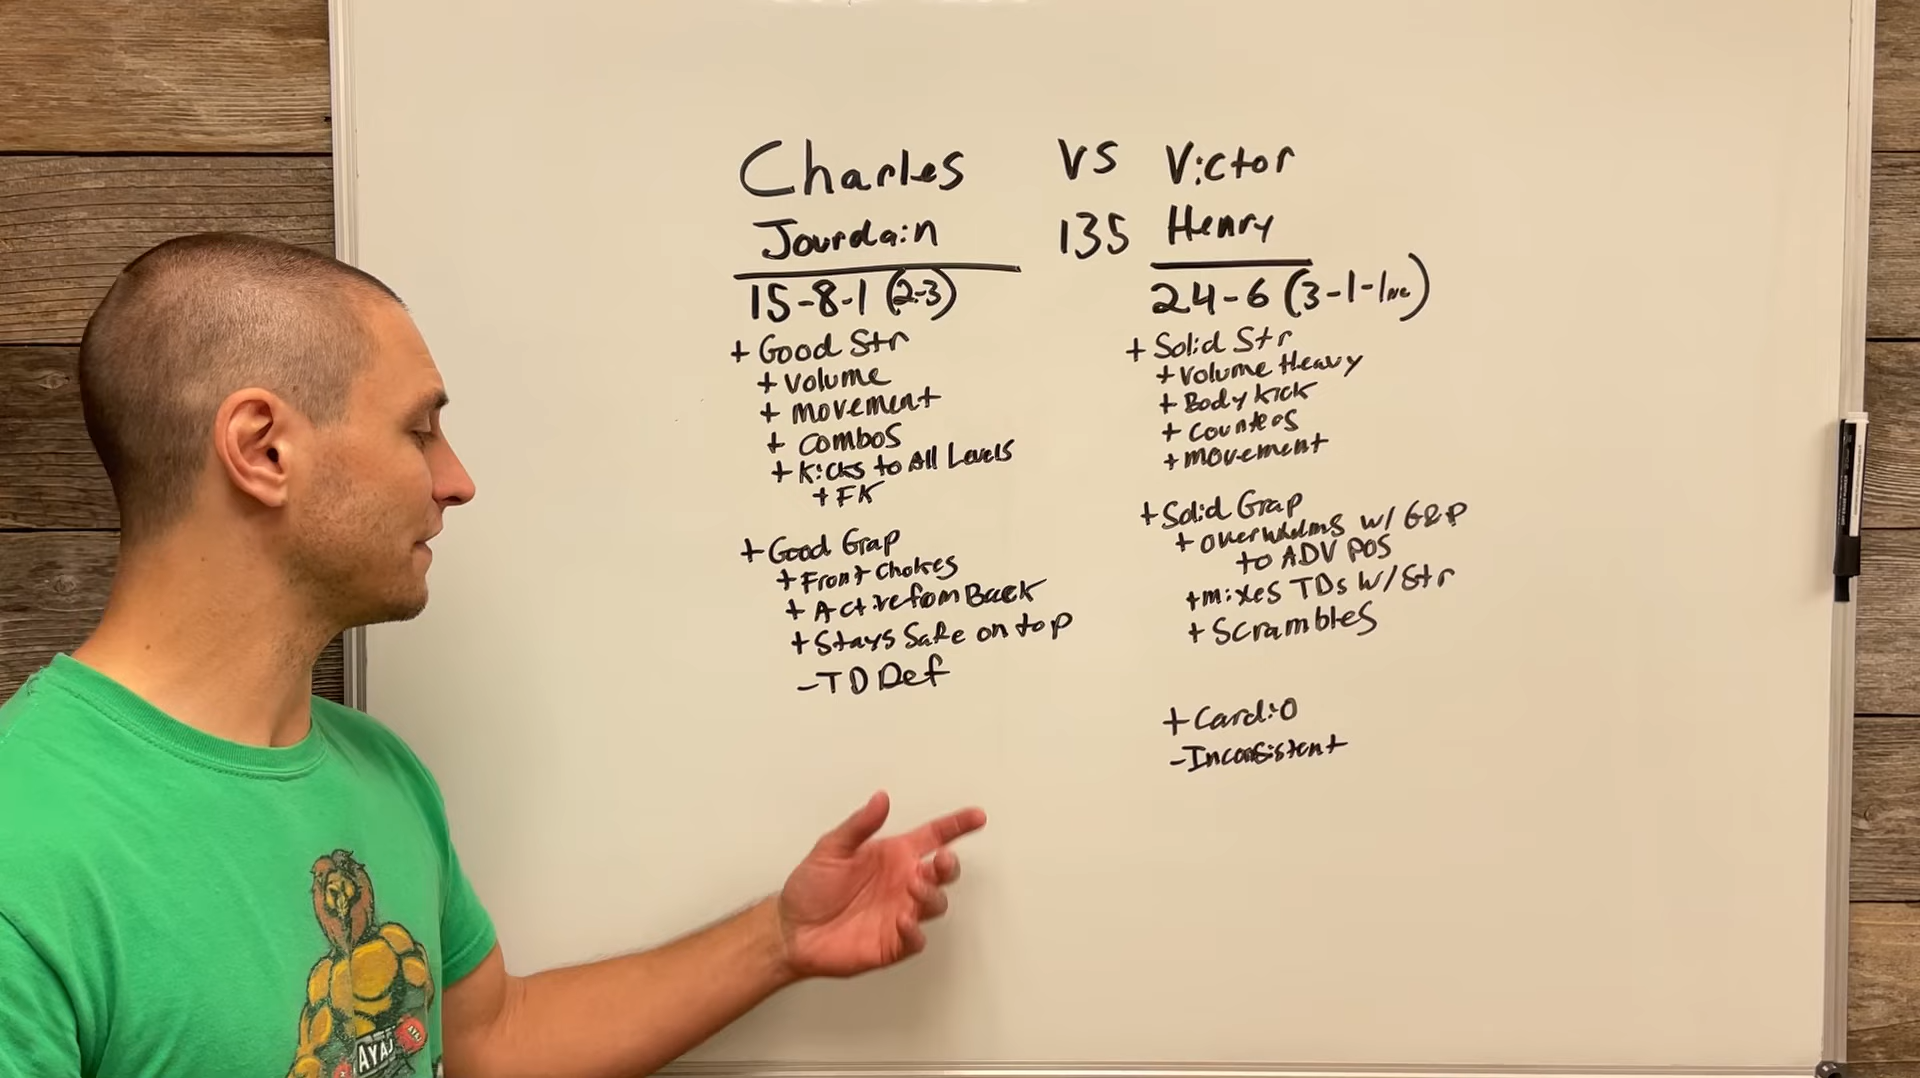 Charles vs Victor
Jourdain 135 Henry
15-8-1 (2-3)
+ Good Str
+ Volume
+ Movement
+ Combos
+ Kicks to All Levels
+ FK
+ Good Grap
+ Front Chokes
+ Active from Back
+ Stays Safe on top
- TD Def
24-6 (3-1-1nc)
+ Solid Str
+ Volume Heavy
+ Body kick
+ Counters
+ Movement
+ Solid Grap
+ Overwhelms w/ G&P
to ADV POS
+ Mixes TDs w/ Str
+ Scrambles
+ Cardio
- Inconsistent
AYAJ